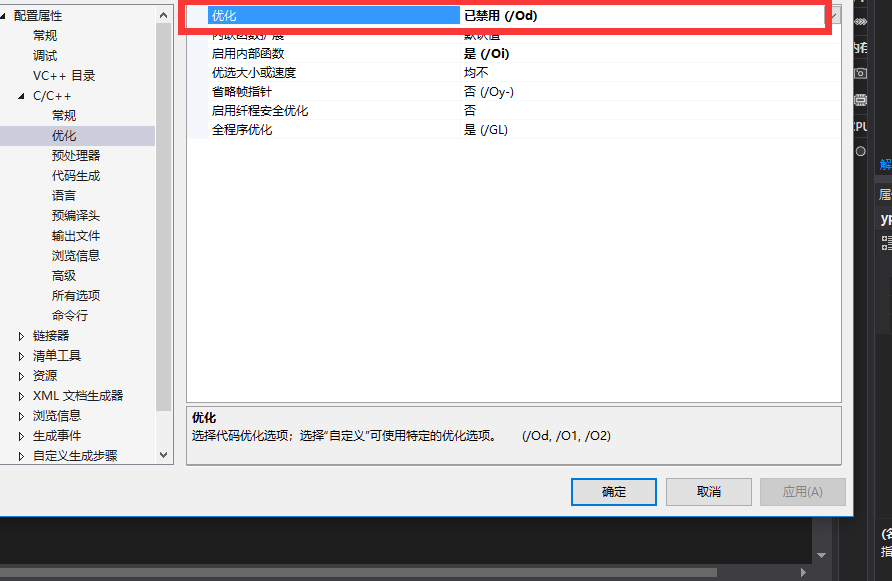 配置属性
常规
调试
VC++ 目录
C/C++
常规
优化
预处理器
代码生成
语言
预编译头
输出文件
浏览信息
高级
所有选项
命令行
链接器
清单工具
资源
XML 文档生成器
浏览信息
生成事件
自定义生成步骤
优化 已禁用 (/Od)
内联函数扩展 默认值
启用内部函数 是 (/Oi)
优选大小或速度 均不
省略帧指针 否 (/Oy-)
启用纤程安全优化 否
全程序优化 是 (/GL)
优化
选择代码优化选项；选择“自定义”可使用特定的优化选项。 (/Od, /O1, /O2)
确定 取消 应用(A)
内存
CPU
解
属
yp
(名
指